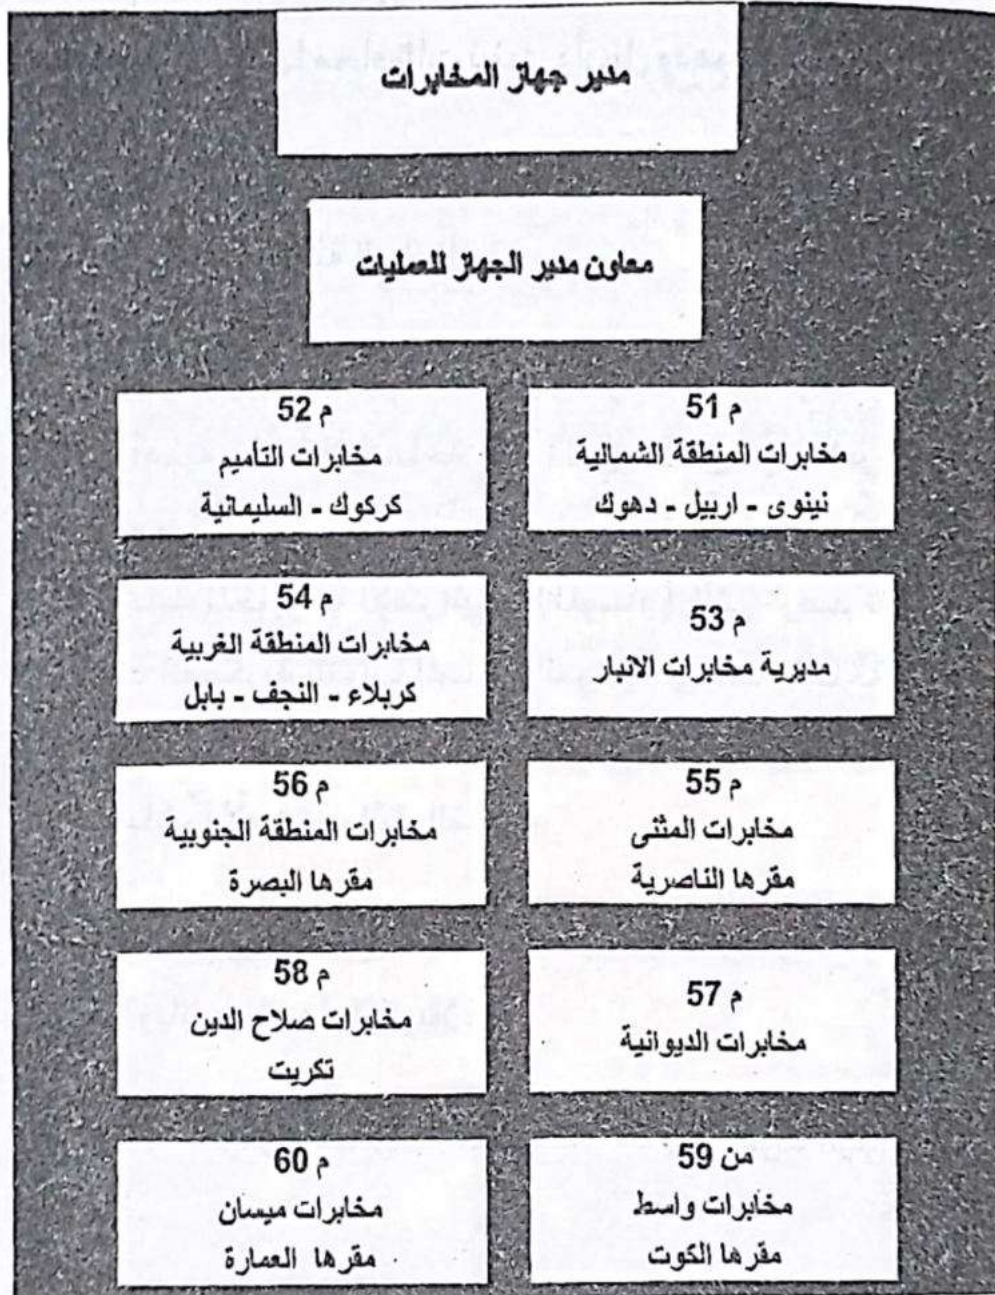 مدير جهاز المخابرات
معاون مدير الجهاز للعمليات
م 51
مخابرات المنطقة الشمالية
نينوى - اربيل - دهوك
م 52
مخابرات التأميم
كركوك - السليمانية
م 53
مديرية مخابرات الانبار
م 54
مخابرات المنطقة الغربية
كربلاء - النجف - بابل
م 55
مخابرات المثنى
مقرها الناصرية
م 56
مخابرات المنطقة الجنوبية
مقرها البصرة
م 57
مخابرات الديوانية
م 58
مخابرات صلاح الدين
تكريت
من 59
مخابرات واسط
مقرها الكوت
م 60
مخابرات ميسان
مقرها العمارة